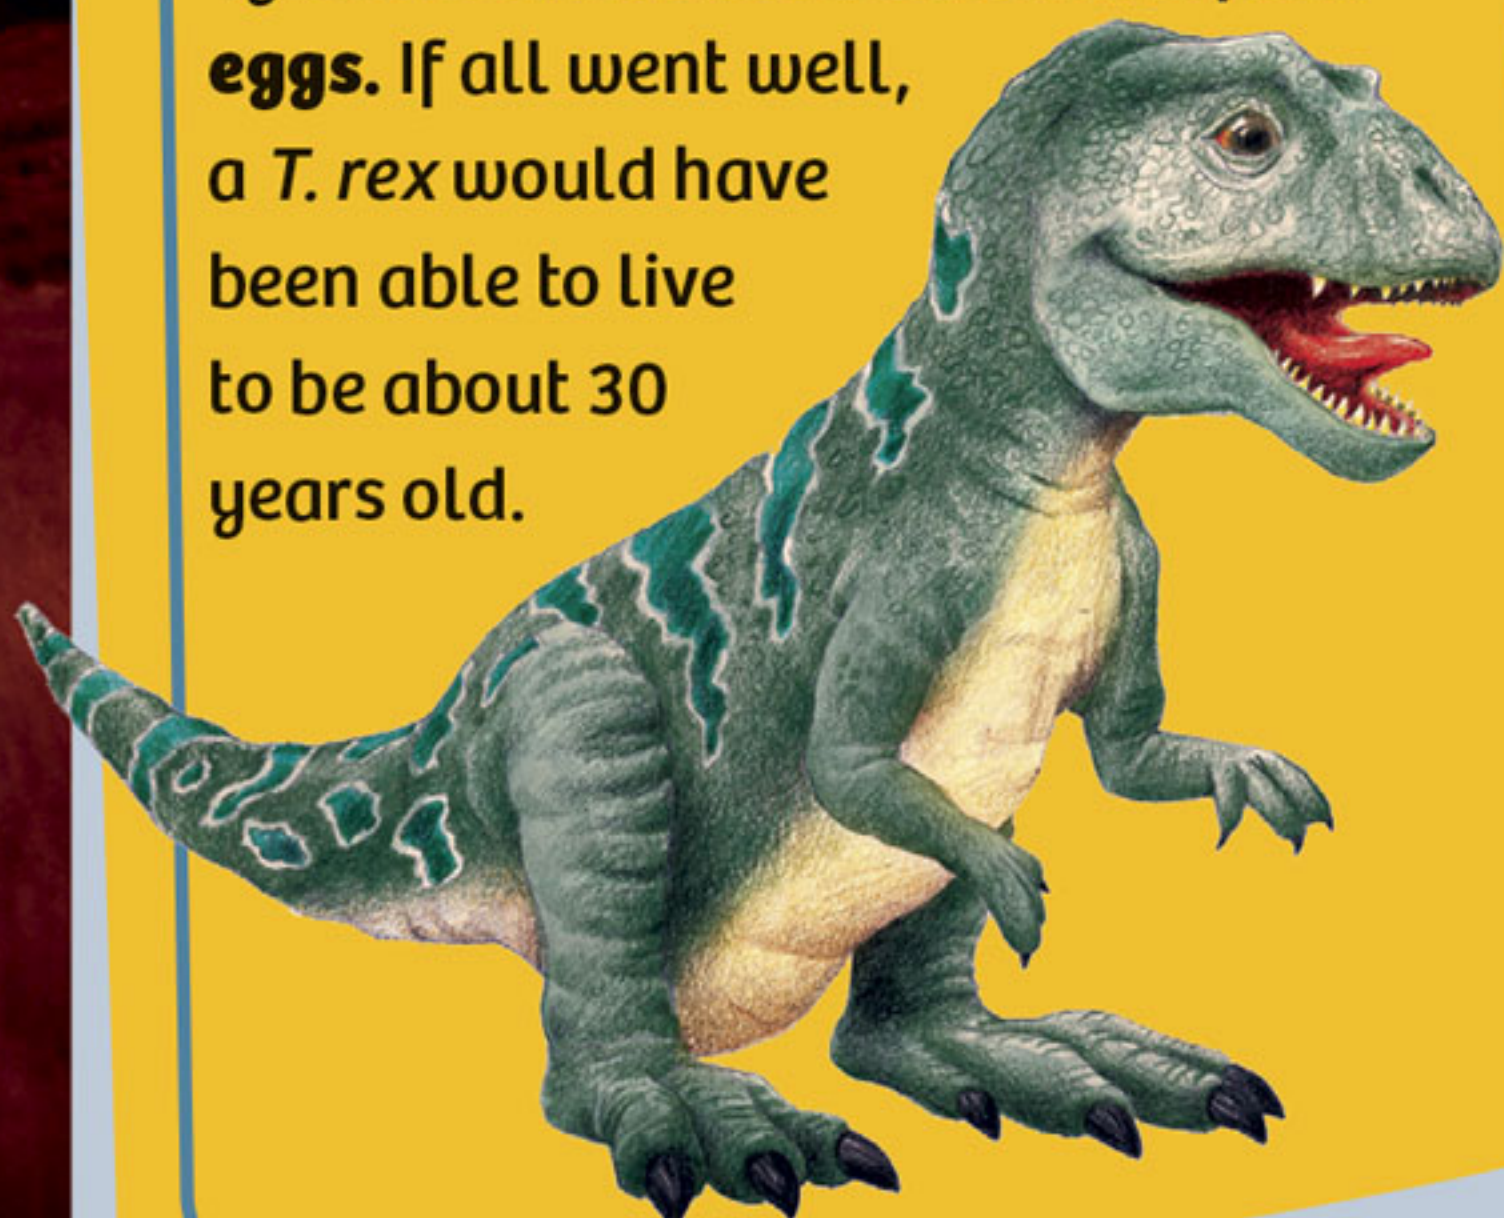 eggs. If all went well,
a T. rex would have
been able to live
to be about 30
years old.